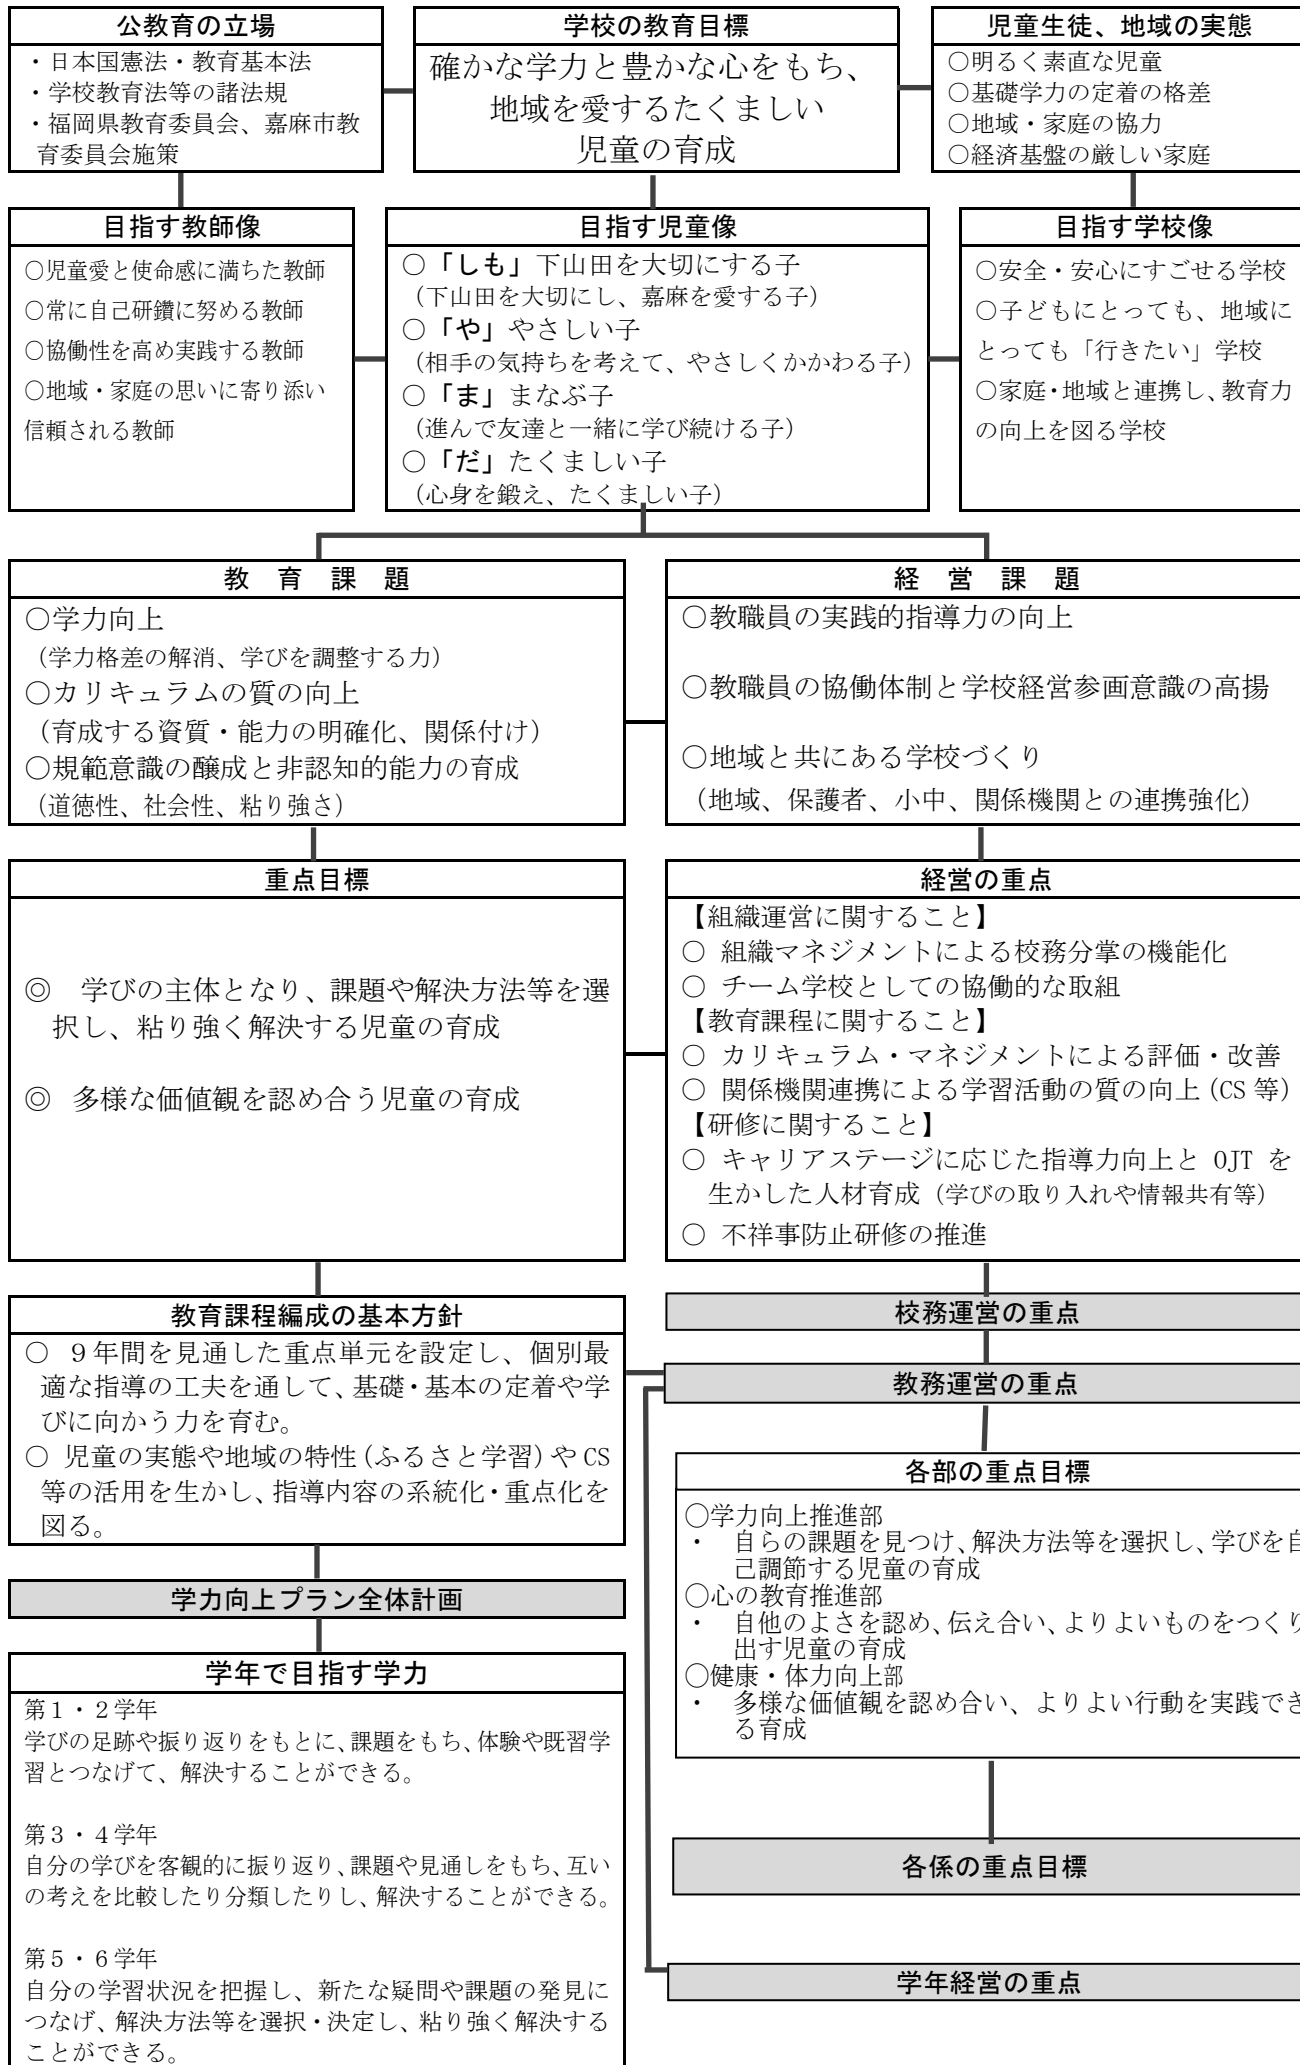 公教育の立場
・日本国憲法・教育基本法
・学校教育法等の諸法規
・福岡県教育委員会、嘉麻市教
育委員会施策
学校の教育目標
確かな学力と豊かな心をもち、
地域を愛するたくましい
児童の育成
児童生徒、地域の実態
○明るく素直な児童
○基礎学力の定着の格差
○地域・家庭の協力
○経済基盤の厳しい家庭
目指す教師像
○児童愛と使命感に満ちた教師
○常に自己研鑽に努める教師
○協働性を高め実践する教師
○地域・家庭の思いに寄り添い
信頼される教師
目指す児童像
○「しも」下山田を大切にする子
（下山田を大切にし、嘉麻を愛する子）
○「や」やさしい子
（相手の気持ちを考えて、やさしくかかわる子）
○「ま」まなぶ子
（進んで友達と一緒に学び続ける子）
○「だ」たくましい子
（心身を鍛え、たくましい子）
目指す学校像
○安全・安心にすごせる学校
○子どもにとっても、地域に
とっても「行きたい」学校
○家庭・地域と連携し、教育力
の向上を図る学校
教　育　課　題
○学力向上
（学力格差の解消、学びを調整する力）
○カリキュラムの質の向上
（育成する資質・能力の明確化、関係付け）
○規範意識の醸成と非認知的能力の育成
（道徳性、社会性、粘り強さ）
経　営　課　題
○教職員の実践的指導力の向上
○教職員の協働体制と学校経営参画意識の高揚
○地域と共にある学校づくり
（地域、保護者、小中、関係機関との連携強化）
重点目標
◎　学びの主体となり、課題や解決方法等を選
択し、粘り強く解決する児童の育成
◎　多様な価値観を認め合う児童の育成
経営の重点
【組織運営に関すること】
○ 組織マネジメントによる校務分掌の機能化
○ チーム学校としての協働的な取組
【教育課程に関すること】
○ カリキュラム・マネジメントによる評価・改善
○ 関係機関連携による学習活動の質の向上（CS 等）
【研修に関すること】
○ キャリアステージに応じた指導力向上と OJT を
生かした人材育成（学びの取り入れや情報共有等）
○ 不祥事防止研修の推進
教育課程編成の基本方針
○ ９年間を見通した重点単元を設定し、個別最
適な指導の工夫を通して、基礎・基本の定着や学
びに向かう力を育む。
○ 児童の実態や地域の特性（ふるさと学習）や CS
等の活用を生かし、指導内容の系統化・重点化を
図る。
学力向上プラン全体計画
学年で目指す学力
第１・２学年
学びの足跡や振り返りをもとに、課題をもち、体験や既習学
習とつなげて、解決することができる。
第３・４学年
自分の学びを客観的に振り返り、課題や見通しをもち、互い
の考えを比較したり分類したりし、解決することができる。
第５・６学年
自分の学習状況を把握し、新たな疑問や課題の発見に
つなげ、解決方法等を選択・決定し、粘り強く解決する
ことができる。
校務運営の重点
教務運営の重点
各部の重点目標
○学力向上推進部
・　自らの課題を見つけ、解決方法等を選択し、学びを自
己調節する児童の育成
○心の教育推進部
・　自他のよさを認め、伝え合い、よりよいものをつくり
出す児童の育成
○健康・体力向上部
・　多様な価値観を認め合い、よりよい行動を実践でき
る育成
各係の重点目標
学年経営の重点